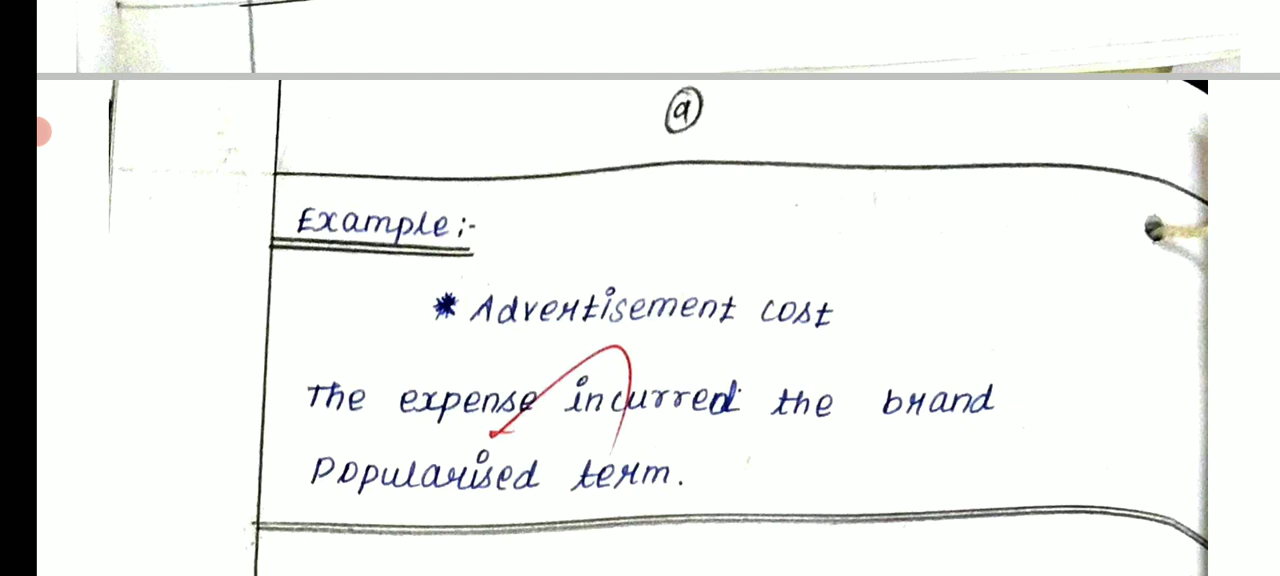 9
Example :-
* Advertisement cost
The expense incurred the brand
Popularised term.